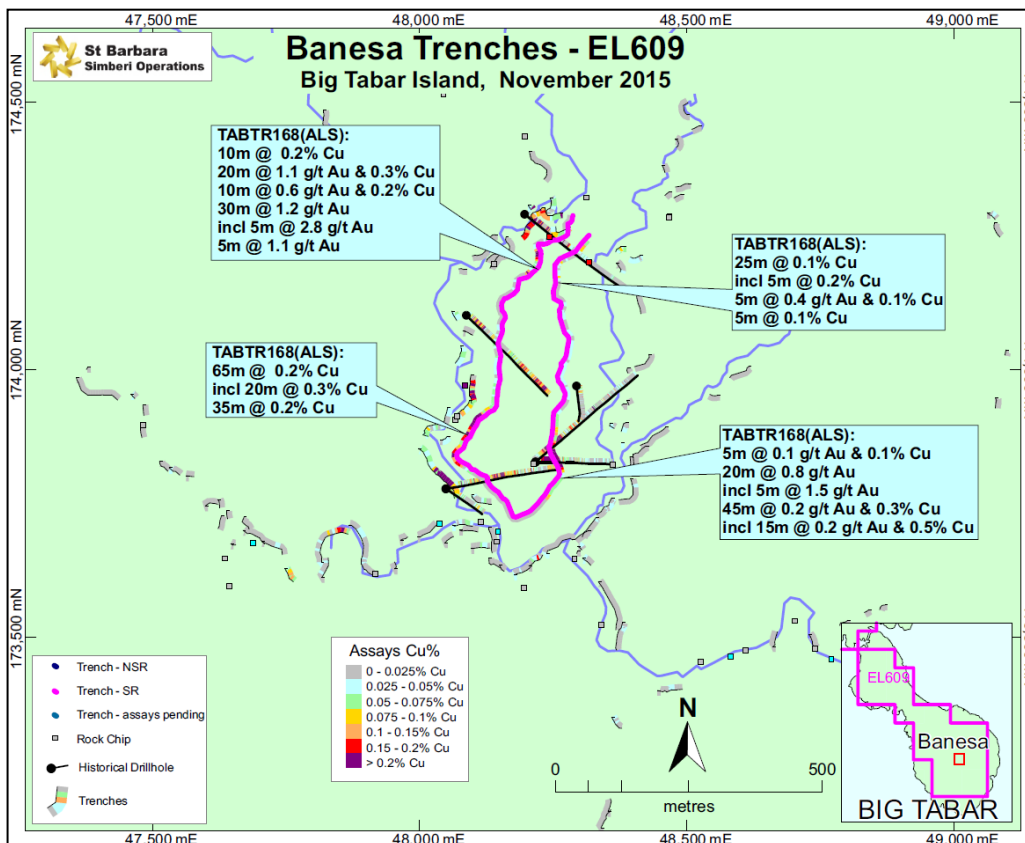 47,500 mE
48,000 mE
48,500 mE
49,000 mE
St Barbara
Simberi Operations
Banesa Trenches - EL609
Big Tabar Island, November 2015
174,500 mN
174,000 mN
173,500 mN
TABTR168(ALS):
10m @ 0.2% Cu
20m @ 1.1 g/t Au & 0.3% Cu
10m @ 0.6 g/t Au & 0.2% Cu
30m @ 1.2 g/t Au
incl 5m @ 2.8 g/t Au
5m @ 1.1 g/t Au
TABTR168(ALS):
25m @ 0.1% Cu
incl 5m @ 0.2% Cu
5m @ 0.4 g/t Au & 0.1% Cu
5m @ 0.1% Cu
TABTR168(ALS):
65m @ 0.2% Cu
incl 20m @ 0.3% Cu
35m @ 0.2% Cu
TABTR168(ALS):
5m @ 0.1 g/t Au & 0.1% Cu
20m @ 0.8 g/t Au
incl 5m @ 1.5 g/t Au
45m @ 0.2 g/t Au & 0.3% Cu
incl 15m @ 0.2 g/t Au & 0.5% Cu
Trench - NSR
Trench - SR
Trench - assays pending
Rock Chip
Historical Drillhole
Trenches
Assays Cu%
0 - 0.025% Cu
0.025 - 0.05% Cu
0.05 - 0.075% Cu
0.075 - 0.1% Cu
0.1 - 0.15% Cu
0.15 - 0.2% Cu
> 0.2% Cu
N
0 500
metres
EL609
Banesa
BIG TABAR
47,500 mE
48,000 mE
48,500 mE
49,000 mE